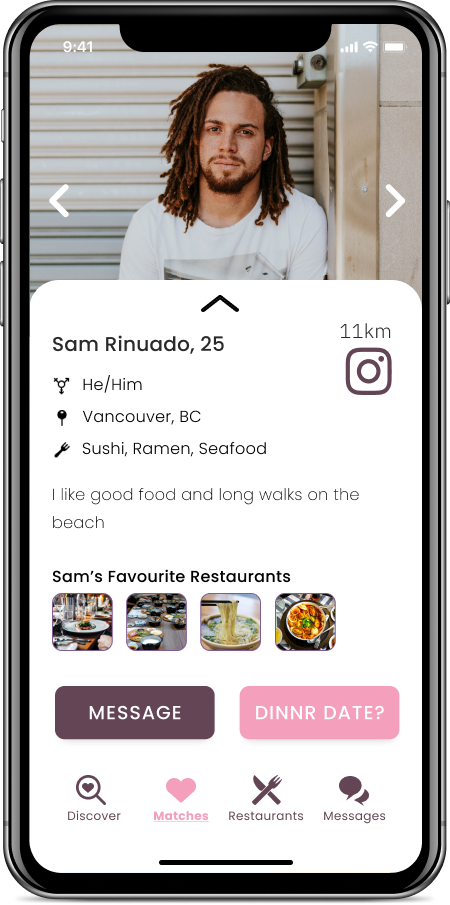 9:41
11km
Sam Rinuado, 25
He/Him
Vancouver, BC
Sushi, Ramen, Seafood
I like good food and long walks on the
beach
Sam’s Favourite Restaurants
MESSAGE
DINNR DATE?
Discover
Matches
Restaurants
Messages